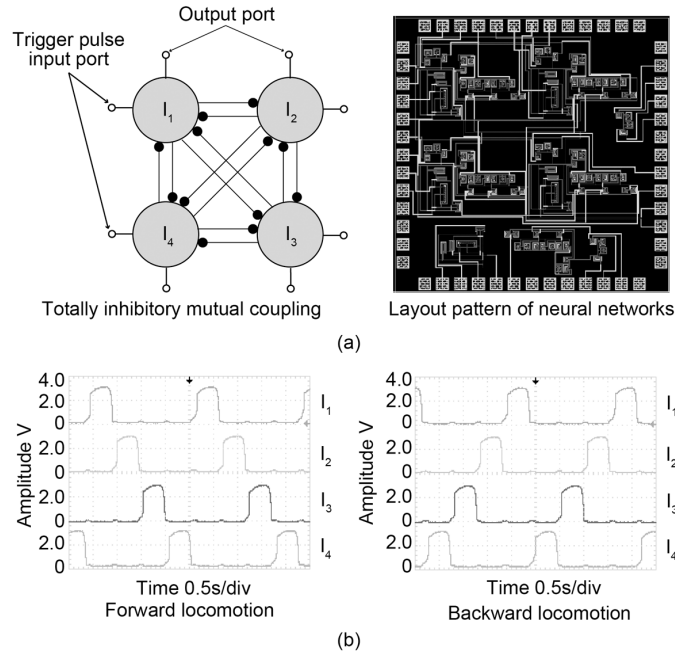 Output port
Trigger pulse
input port
I1
I2
I4
I3
Totally inhibitory mutual coupling
Layout pattern of neural networks
(a)
Amplitude V
4.0
2.0
0
2.0
0
2.0
0
2.0
0
I1
I2
I3
I4
Time 0.5s/div
Forward locomotion
Amplitude V
4.0
2.0
0
2.0
0
2.0
0
2.0
0
I1
I2
I3
I4
Time 0.5s/div
Backward locomotion
(b)